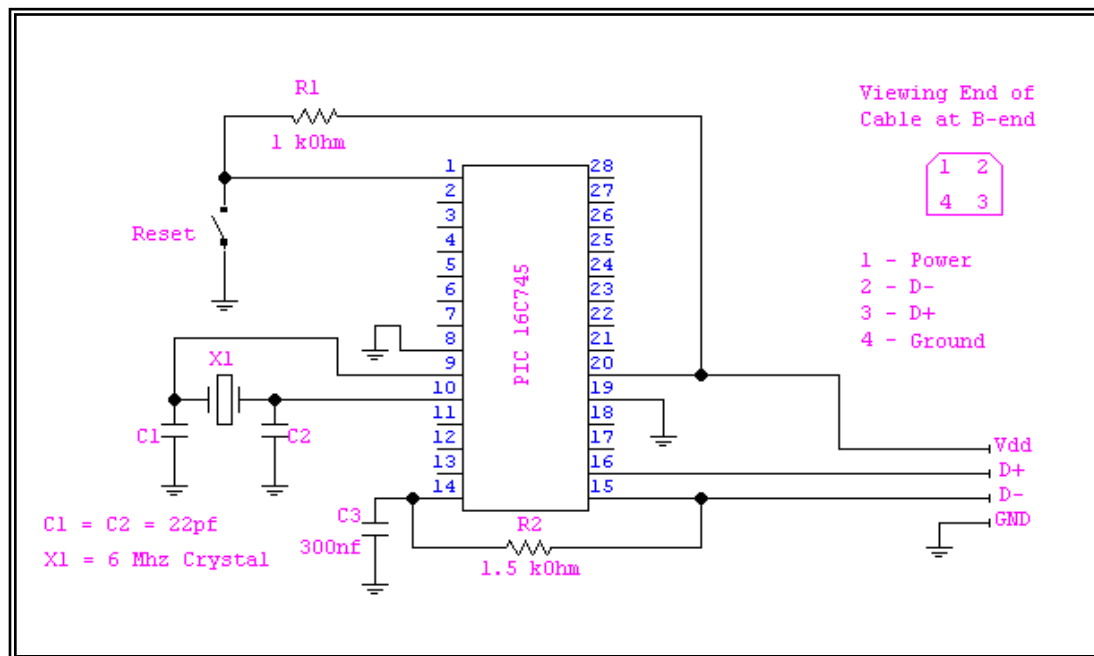 R1
1 kOhm
Viewing End of
Cable at B-end
1 2
4 3
1 - Power
2 - D-
3 - D+
4 - Ground
Reset
1
2
3
4
5
6
7
8
9
10
11
12
13
14
PIC 16C745
28
27
26
25
24
23
22
21
20
19
18
17
16
15
X1
C1
C2
C3
300nf
R2
1.5 kOhm
Vdd
D+
D-
GND
C1 = C2 = 22pf
X1 = 6 Mhz Crystal